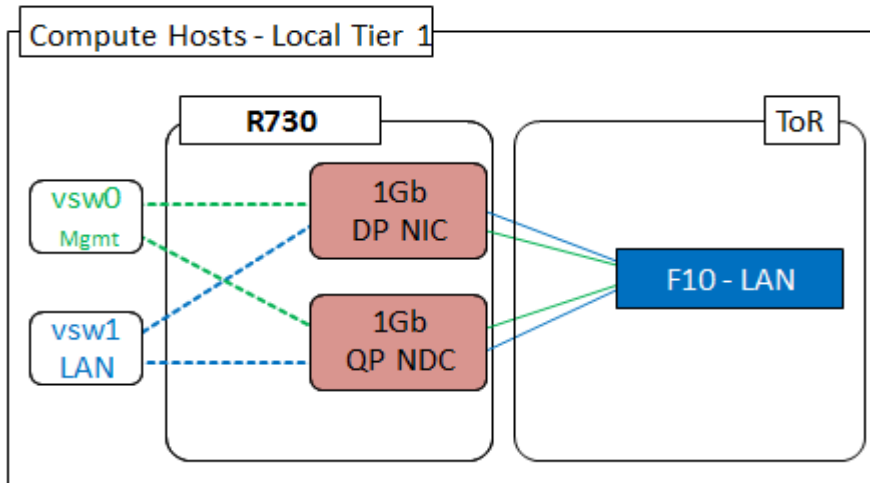 Compute Hosts - Local Tier 1
R730
ToR
vsw0
Mgmt
1Gb
DP NIC
F10 - LAN
vsw1
LAN
1Gb
QP NDC